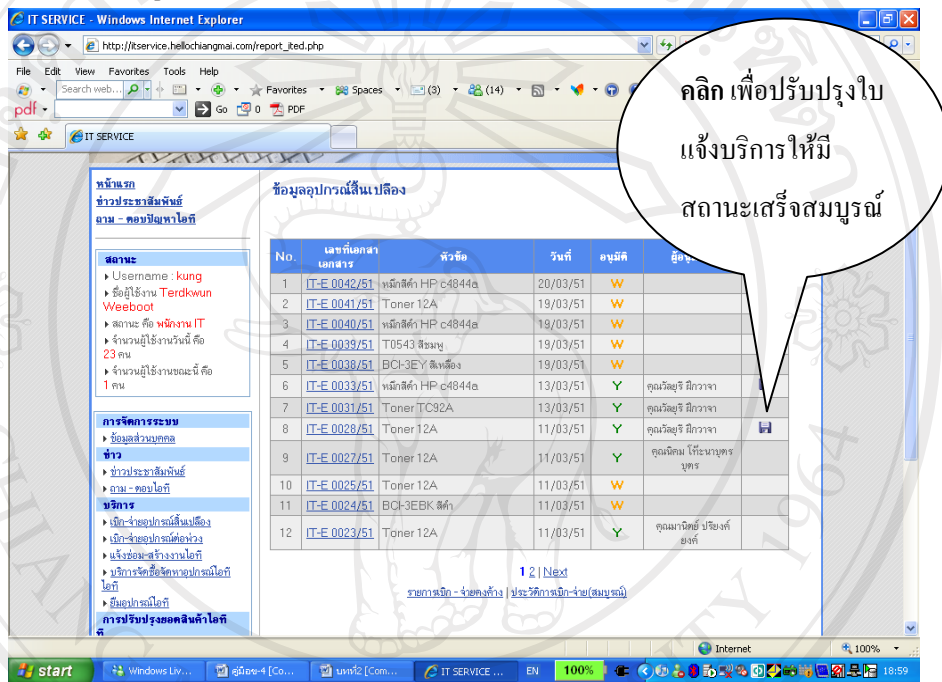 IT SERVICE - Windows Internet Explorer
http://itservice.hellochiangmai.com/report_ited.php
File Edit View Favorites Tools Help
Search web... Favorites Spaces (3) (14)
pdf Go 0 PDF
IT SERVICE
คลิก เพื่อปรับปรุงใบ
แจ้งบริการให้มี
สถานะเสร็จสมบูรณ์
หน้าแรก
ข่าวประชาสัมพันธ์
ถาม - ตอบปัญหาไอที
สถานะ
Username : kung
ชื่อผู้ใช้งาน Terdkwun
Weeboot
สถานะ คือ พนักงาน IT
จำนวนผู้ใช้งานวันนี้ คือ
23 คน
จำนวนผู้ใช้งานขณะนี้ คือ
1 คน
การจัดการระบบ
ข้อมูลส่วนบุคคล
ข่าว
ข่าวประชาสัมพันธ์
ถาม - ตอบไอที
บริการ
เบิก-จ่ายอุปกรณ์สิ้นเปลือง
เบิก-จ่ายอุปกรณ์ต่อพ่วง
แจ้งซ่อม-สร้างงานไอที
บริการจัดซื้อจัดหาอุปกรณ์ไอที
ไอที
ยืมอุปกรณ์ไอที
การปรับปรุงยอดสินค้าไอที
ที
ข้อมูลอุปกรณ์สิ้นเปลือง
No. เลขที่เอกสา
เอกสาร หัวข้อ วันที่ อนุมัติ
1 IT-E 0042/51 หมึกสีดำ HP c4844a 20/03/51 W
2 IT-E 0041/51 Toner 12A 19/03/51 W
3 IT-E 0040/51 หมึกสีดำ HP c4844a 19/03/51 W
4 IT-E 0039/51 T0543 สีชมพู 19/03/51 W
5 IT-E 0038/51 BCI-3EY สีเหลือง 19/03/51 W
6 IT-E 0033/51 หมึกสีดำ HP c4844a 13/03/51 Y คุณวัลยุรี ฝีกวาจา
7 IT-E 0031/51 Toner TC92A 13/03/51 Y คุณวัลยุรี ฝีกวาจา
8 IT-E 0028/51 Toner 12A 11/03/51 Y คุณวัลยุรี ฝีกวาจา
9 IT-E 0027/51 Toner 12A 11/03/51 Y คุณนิคม โท๊ะนาบุตร
บุตร
10 IT-E 0025/51 Toner 12A 11/03/51 W
11 IT-E 0024/51 BCI-3EBK สีดำ 11/03/51 W
12 IT-E 0023/51 Toner 12A 11/03/51 Y คุณมานิตย์ ปรียงค์
ยงค์
1 2 | Next
รายการเบิก - จ่ายคงค้าง | ประวัติการเบิก-จ่าย(สมบูรณ์)
Internet 100%
start Windows Liv... คู่มือฃ-4 [Co... บทที่2 [Com... IT SERVICE ... EN 100% 18:59